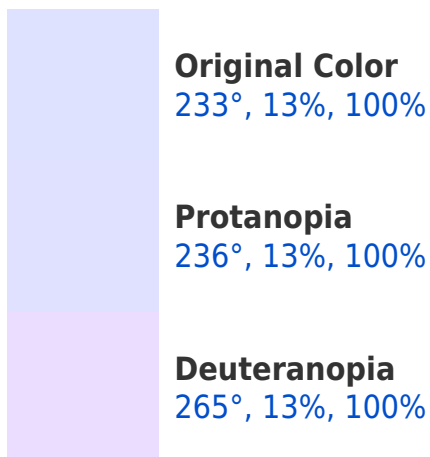 Original Color
233°, 13%, 100%
Protanopia
236°, 13%, 100%
Deuteranopia
265°, 13%, 100%